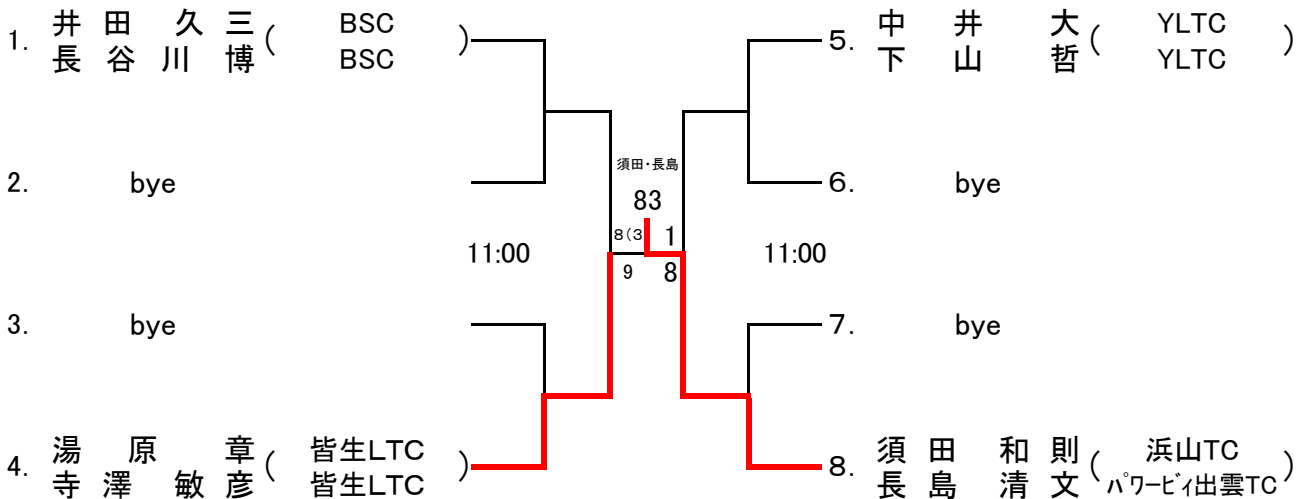 1. 井田 久三 ( BSC )
長谷川 博 ( BSC )
2. bye
11:00
3. bye
4. 湯原 章 ( 皆生LTC )
寺澤 敏彦 ( 皆生LTC )
須田・長島
83
8(3 1
9 8
5. 中井 大 ( YLTC )
下山 哲 ( YLTC )
6. bye
11:00
7. bye
8. 須田 和則 ( 浜山TC )
長島 清文 ( パワービィ出雲TC )